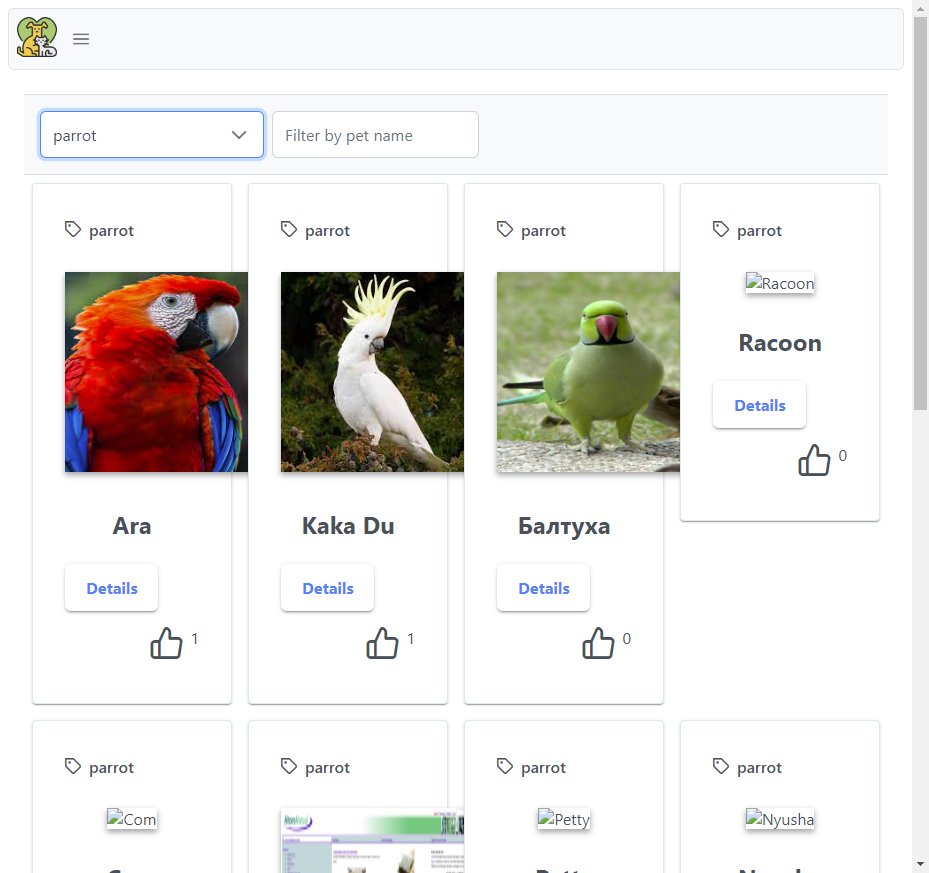 parrot
Filter by pet name
parrot
parrot
parrot
parrot
Racoon
Racoon
Details
0
Ara
Kaka Du
Балтуха
Details
Details
Details
1
1
0
parrot
parrot
parrot
parrot
Com
Petty
Nyusha